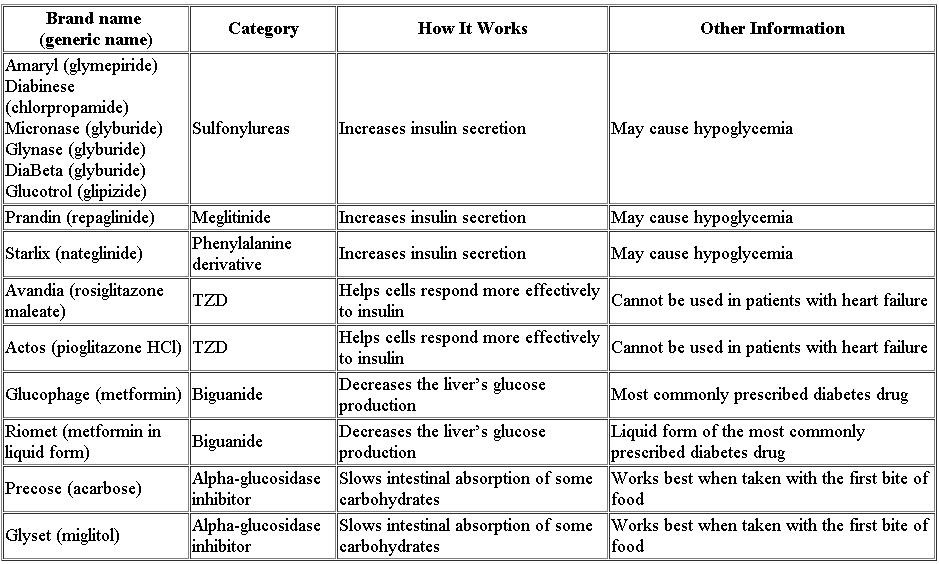 Brand name
(generic name)
Category
How It Works
Other Information
Amaryl (glymepiride)
Diabinese
(chlorpropamide)
Micronase (glyburide)
Glynase (glyburide)
DiaBeta (glyburide)
Glucotrol (glipizide)
Sulfonylureas
Increases insulin secretion
May cause hypoglycemia
Prandin (repaglinide)
Meglitinide
Increases insulin secretion
May cause hypoglycemia
Starlix (nateglinide)
Phenylalanine
derivative
Increases insulin secretion
May cause hypoglycemia
Avandia (rosiglitazone
maleate)
TZD
Helps cells respond more effectively
to insulin
Cannot be used in patients with heart failure
Actos (pioglitazone HCl)
TZD
Helps cells respond more effectively
to insulin
Cannot be used in patients with heart failure
Glucophage (metformin)
Biguanide
Decreases the liver’s glucose
production
Most commonly prescribed diabetes drug
Riomet (metformin in
liquid form)
Biguanide
Decreases the liver’s glucose
production
Liquid form of the most commonly
prescribed diabetes drug
Precose (acarbose)
Alpha-glucosidase
inhibitor
Slows intestinal absorption of some
carbohydrates
Works best when taken with the first bite of
food
Glyset (miglitol)
Alpha-glucosidase
inhibitor
Slows intestinal absorption of some
carbohydrates
Works best when taken with the first bite of
food